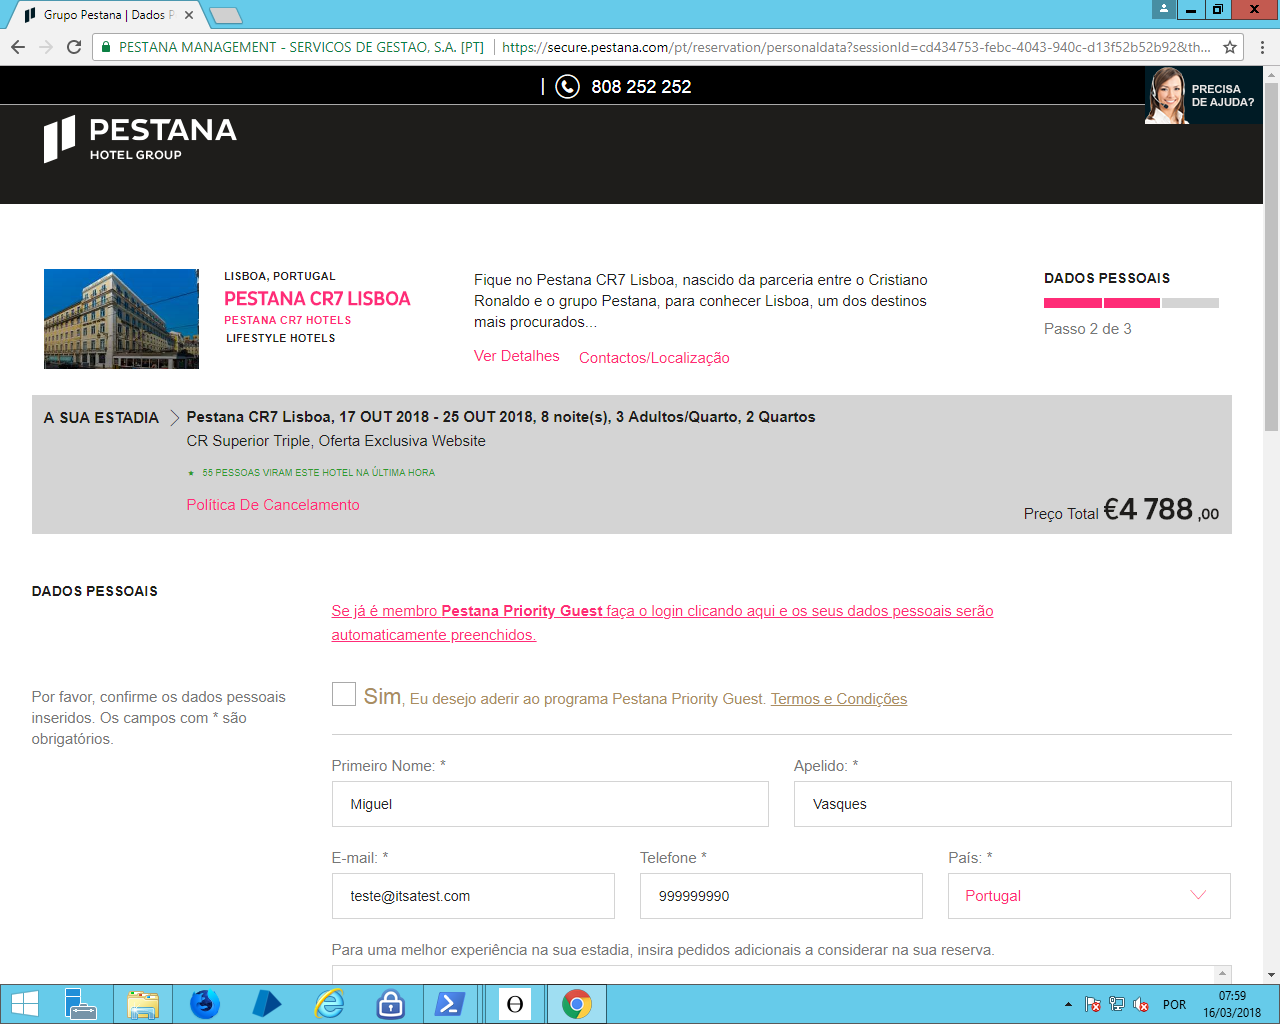 Grupo Pestana | Dados P
PESTANA MANAGEMENT - SERVICOS DE GESTAO, S.A. [PT]
https://secure.pestana.com/pt/reservation/personaldata?sessionId=cd434753-febc-4043-940c-d13f52b52b92&th...
| 808 252 252
PRECISA
DE AJUDA?
PESTANA
HOTEL GROUP
LISBOA, PORTUGAL
PESTANA CR7 LISBOA
PESTANA CR7 HOTELS
LIFESTYLE HOTELS
Fique no Pestana CR7 Lisboa, nascido da parceria entre o Cristiano
Ronaldo e o grupo Pestana, para conhecer Lisboa, um dos destinos
mais procurados...
Ver Detalhes
Contactos/Localização
DADOS PESSOAIS
Passo 2 de 3
A SUA ESTADIA
Pestana CR7 Lisboa, 17 OUT 2018 - 25 OUT 2018, 8 noite(s), 3 Adultos/Quarto, 2 Quartos
CR Superior Triple, Oferta Exclusiva Website
55 PESSOAS VIRAM ESTE HOTEL NA ÚLTIMA HORA
Política De Cancelamento
Preço Total €4 788 ,00
DADOS PESSOAIS
Se já é membro Pestana Priority Guest faça o login clicando aqui e os seus dados pessoais serão
automaticamente preenchidos.
Por favor, confirme os dados pessoais
inseridos. Os campos com * são
obrigatórios.
Sim, Eu desejo aderir ao programa Pestana Priority Guest. Termos e Condições
Primeiro Nome: *
Apelido: *
Miguel
Vasques
E-mail: *
Telefone *
País: *
teste@itsatest.com
999999990
Portugal
Para uma melhor experiência na sua estadia, insira pedidos adicionais a considerar na sua reserva.
POR
07:59
16/03/2018